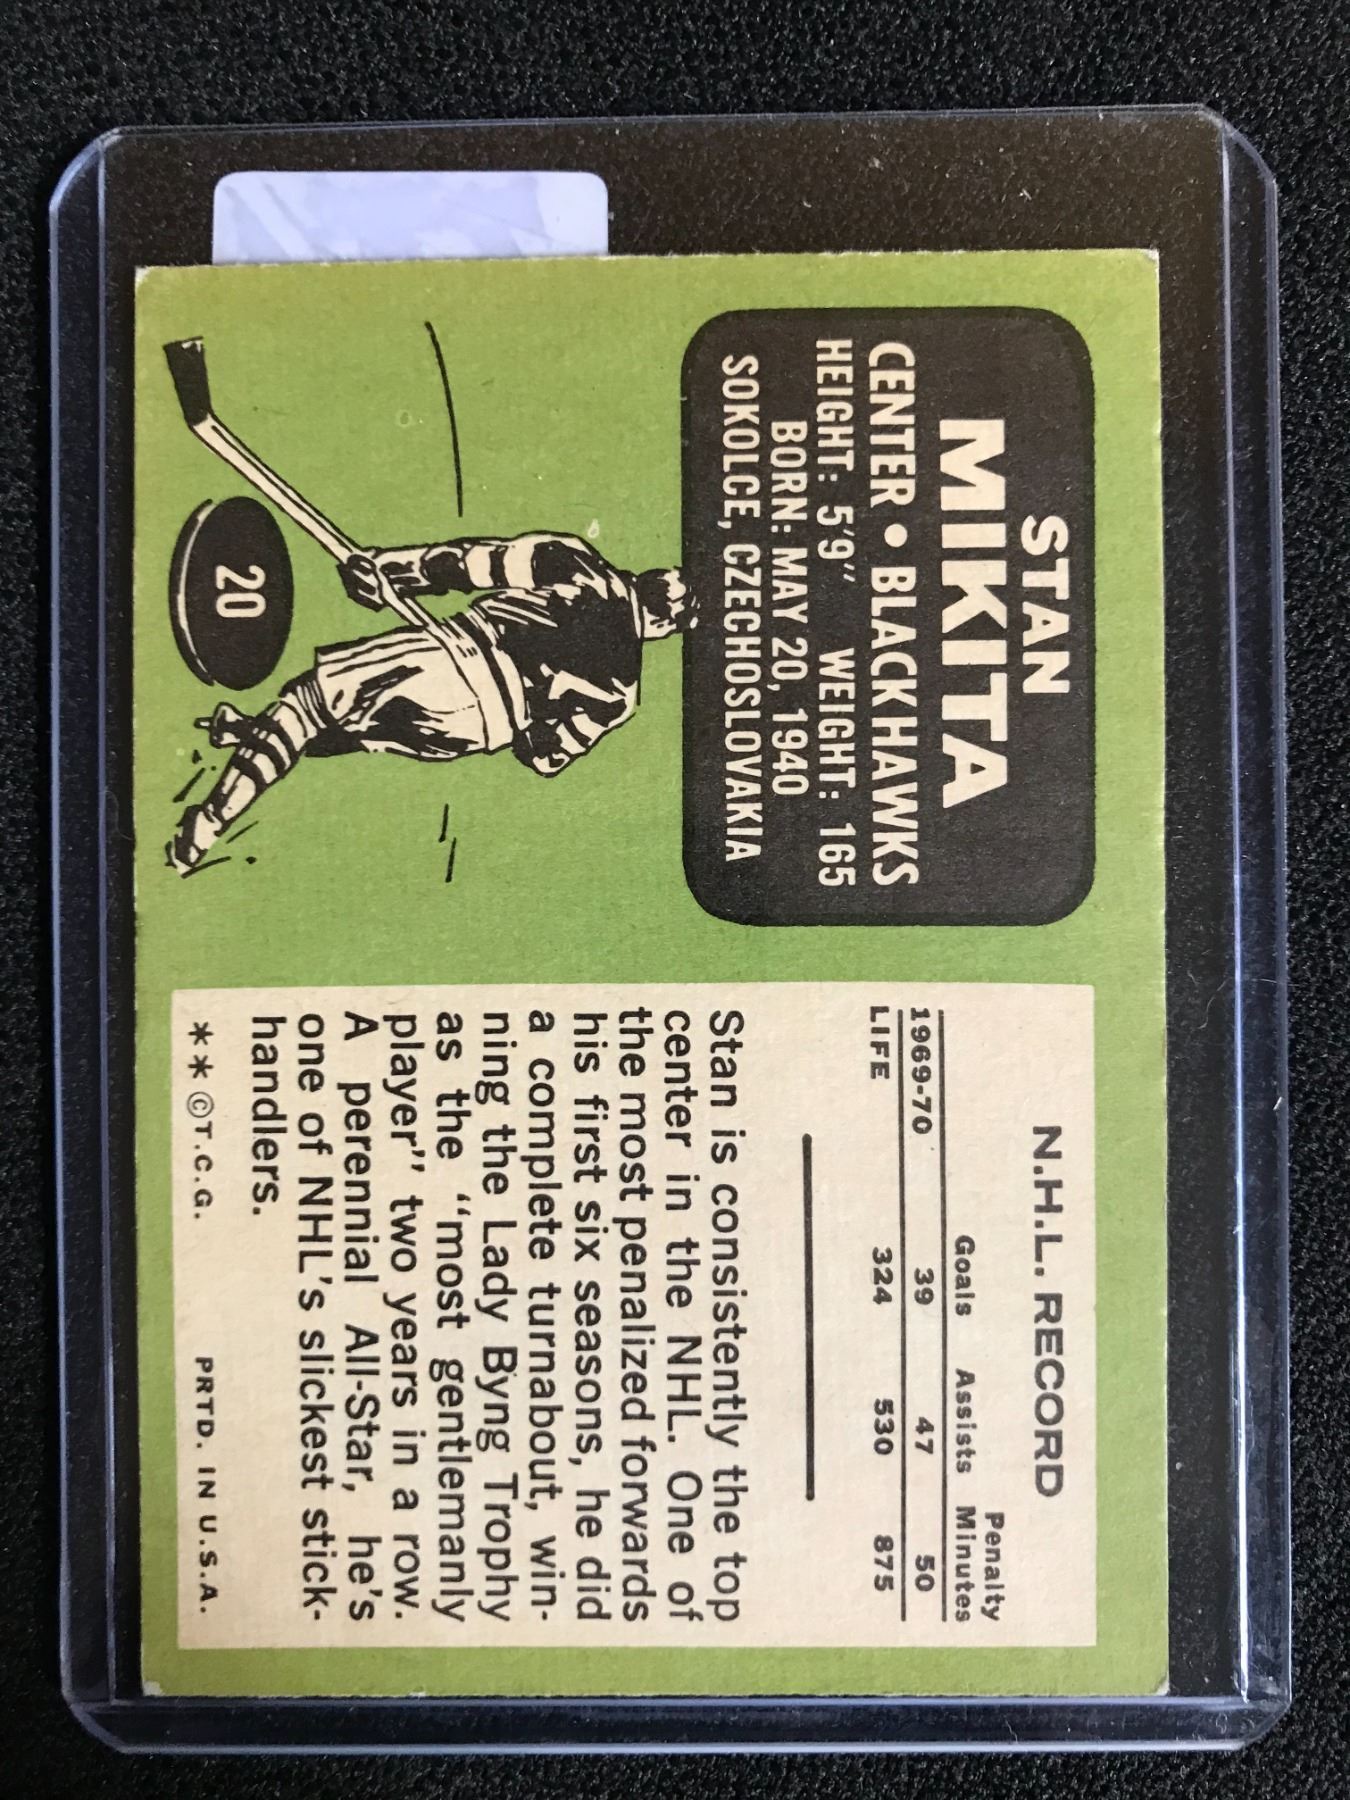 STAN
MIKITA
CENTER • BLACKHAWKS
HEIGHT: 5'9" WEIGHT: 165
BORN: MAY 20, 1940
SOKOLCE, CZECHOSLOVAKIA
20
N.H.L. RECORD
Penalty
Goals Assists Minutes
1969-70 39 47 50
LIFE 324 530 875
Stan is consistently the top
center in the NHL. One of
the most penalized forwards
his first six seasons, he did
a complete turnabout, win-
ning the Lady Byng Trophy
as the "most gentlemanly
player" two years in a row.
A perennial All-Star, he's
one of NHL's slickest stick-
handlers.
**©T.C.G. PRTD. IN U.S.A.